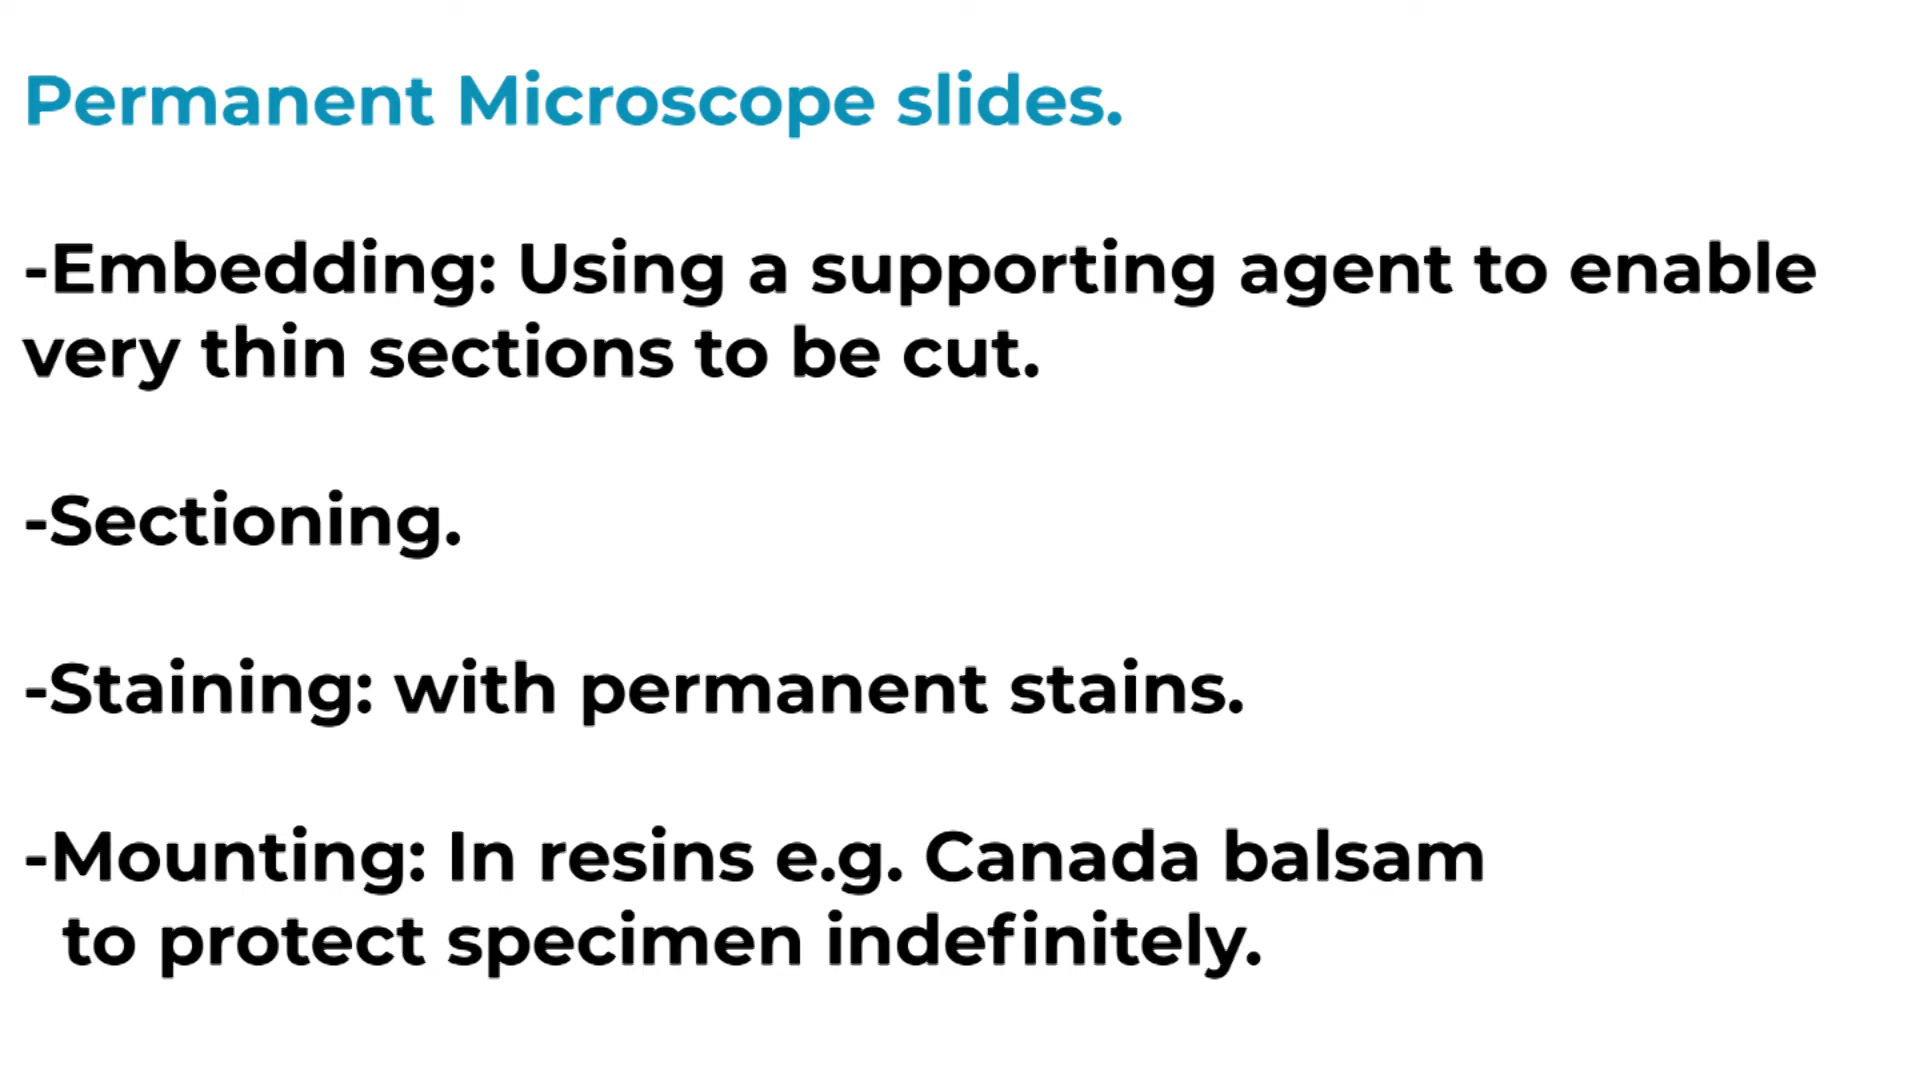 Permanent Microscope slides.
-Embedding: Using a supporting agent to enable
very thin sections to be cut.
-Sectioning.
-Staining: with permanent stains.
-Mounting: In resins e.g. Canada balsam
to protect specimen indefinitely.